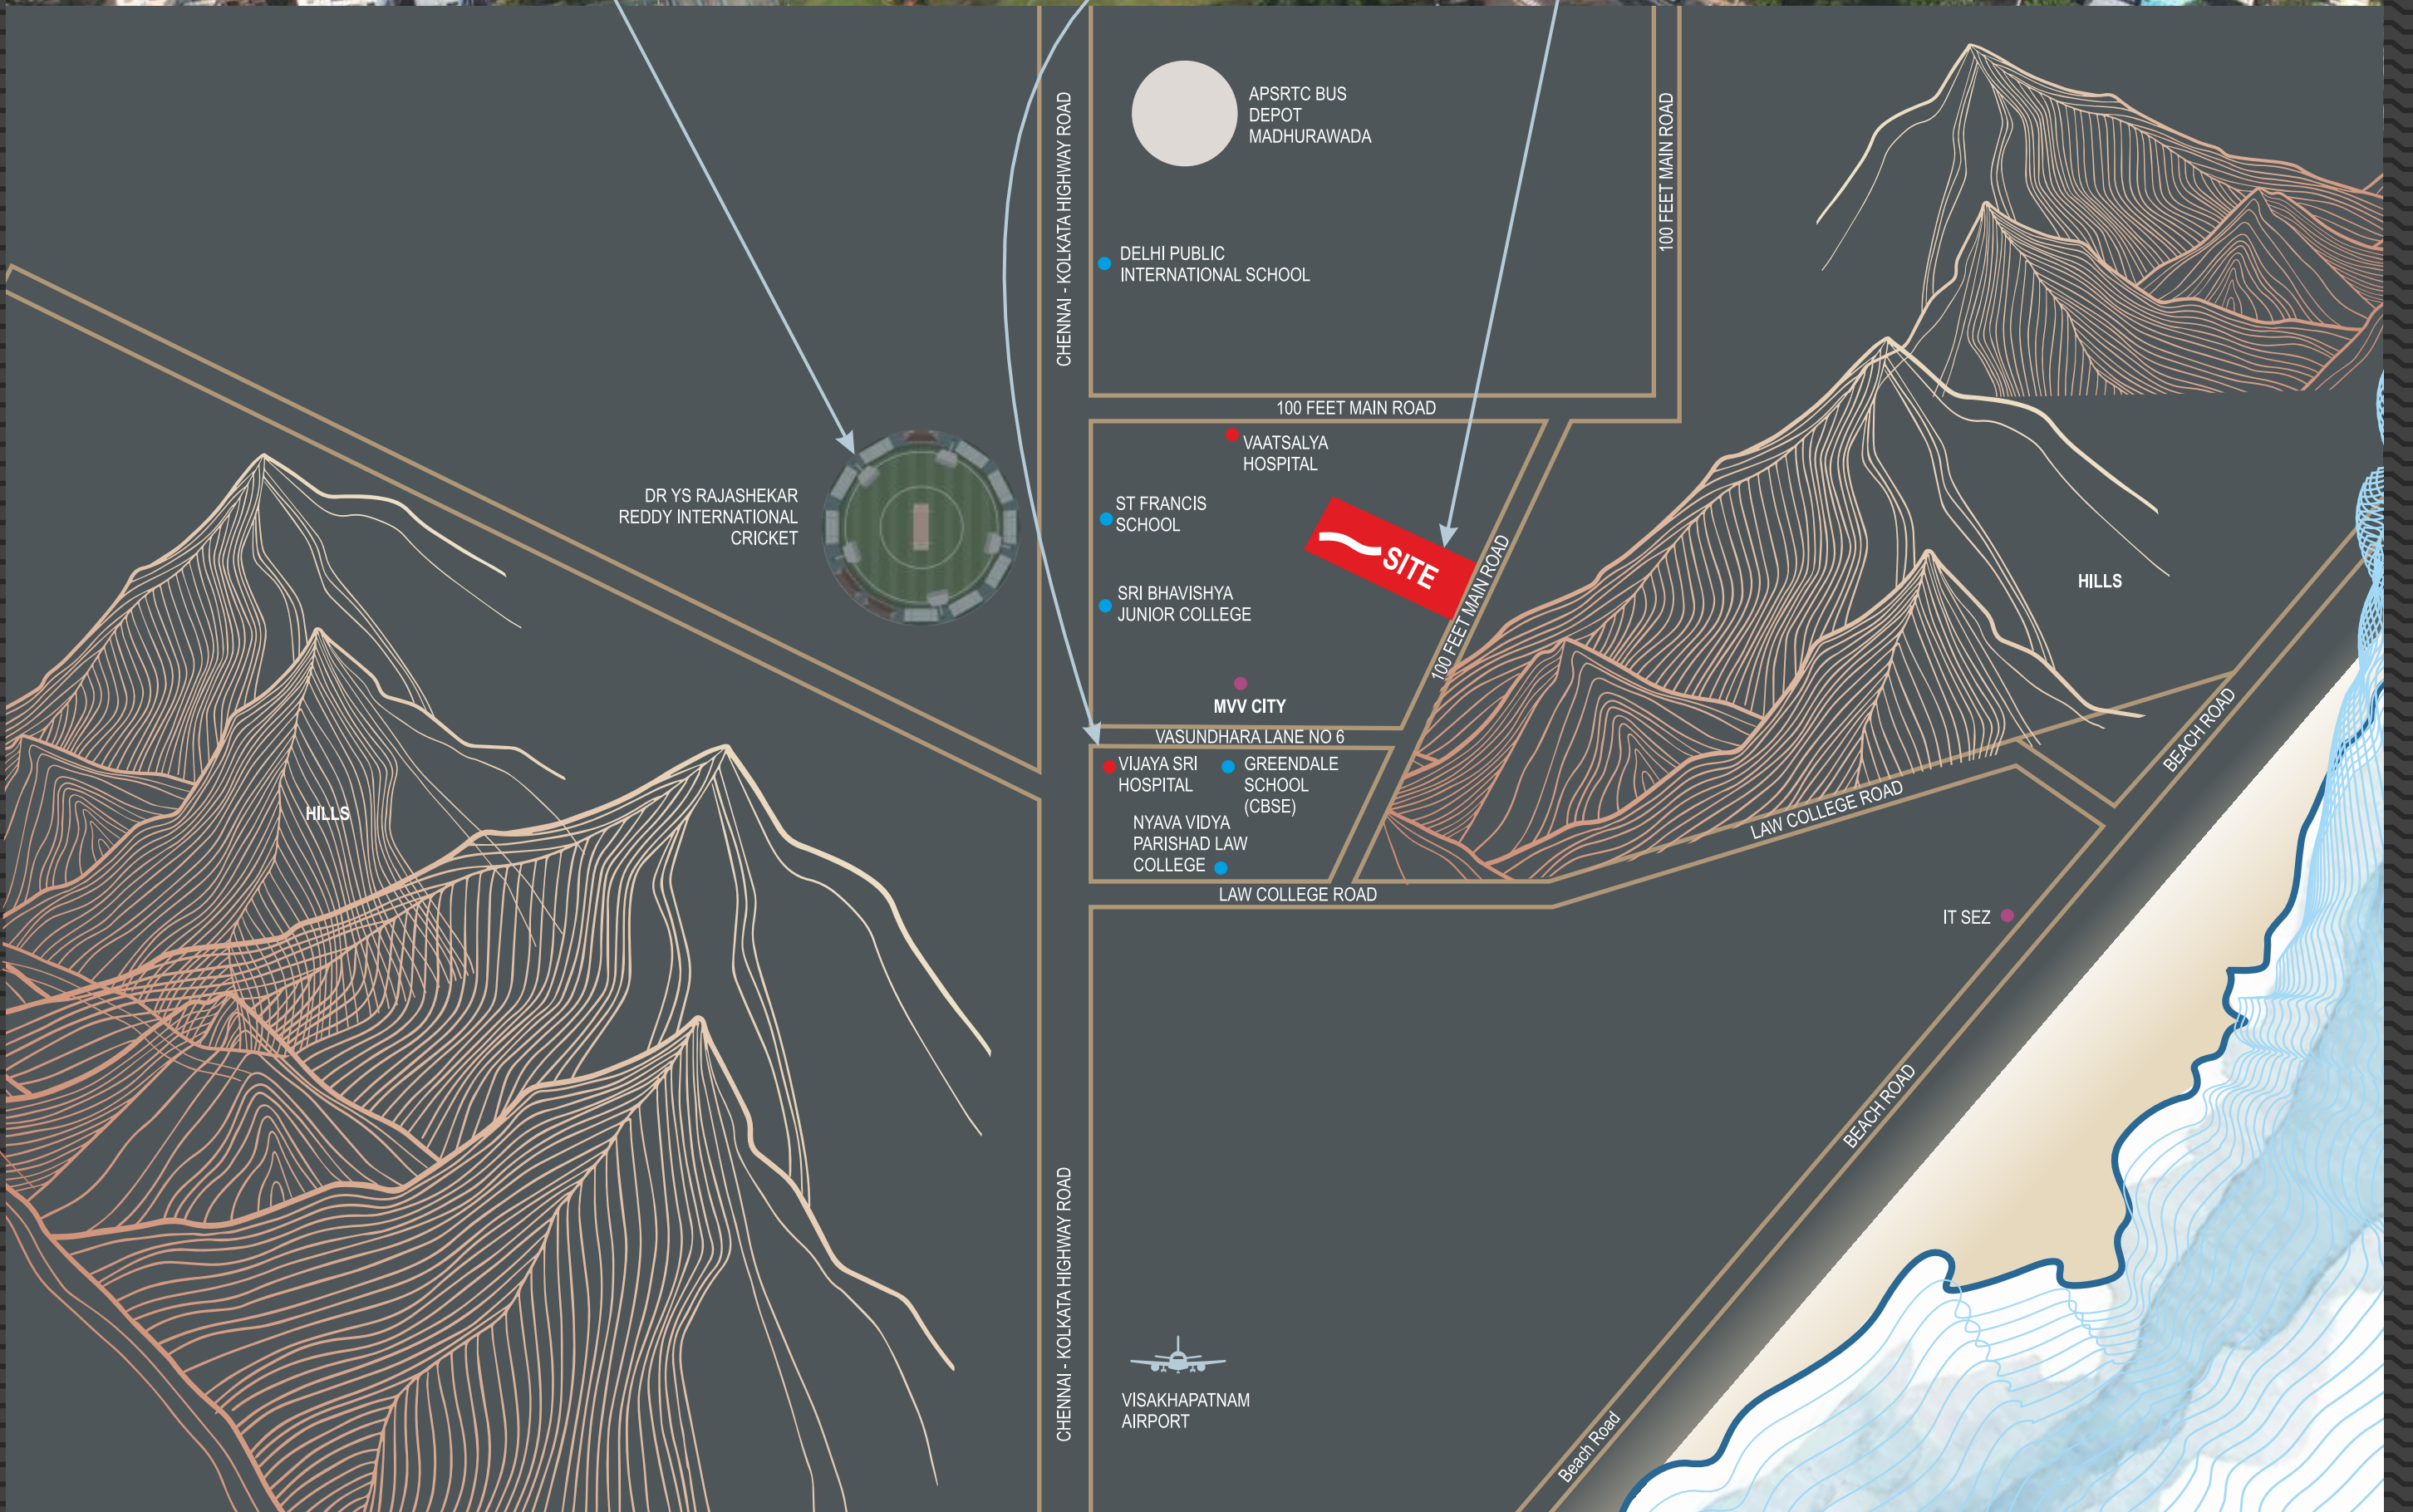 APSRTC BUS
DEPOT
MADHURAWADA
CHENNAI - KOLKATA HIGHWAY ROAD
100 FEET MAIN ROAD
DELHI PUBLIC
INTERNATIONAL SCHOOL
100 FEET MAIN ROAD
VAATSALYA
HOSPITAL
DR YS RAJASHEKAR
REDDY INTERNATIONAL
CRICKET
ST FRANCIS
SCHOOL
SITE
100 FEET MAIN ROAD
HILLS
SRI BHAVISHYA
JUNIOR COLLEGE
MVV CITY
VASUNDHARA LANE NO 6
BEACH ROAD
VIJAYA SRI
HOSPITAL
GREENDALE
SCHOOL
(CBSE)
HILLS
NYAVA VIDYA
PARISHAD LAW
COLLEGE
LAW COLLEGE ROAD
LAW COLLEGE ROAD
IT SEZ
BEACH ROAD
CHENNAI - KOLKATA HIGHWAY ROAD
VISAKHAPATNAM
AIRPORT
Beach Road